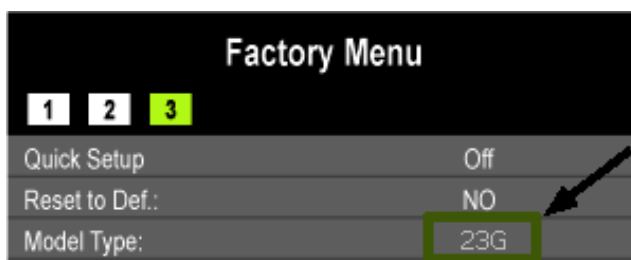 Factory Menu
1 2 3
Quick Setup Off
Reset to Def.: NO
Model Type: 23G